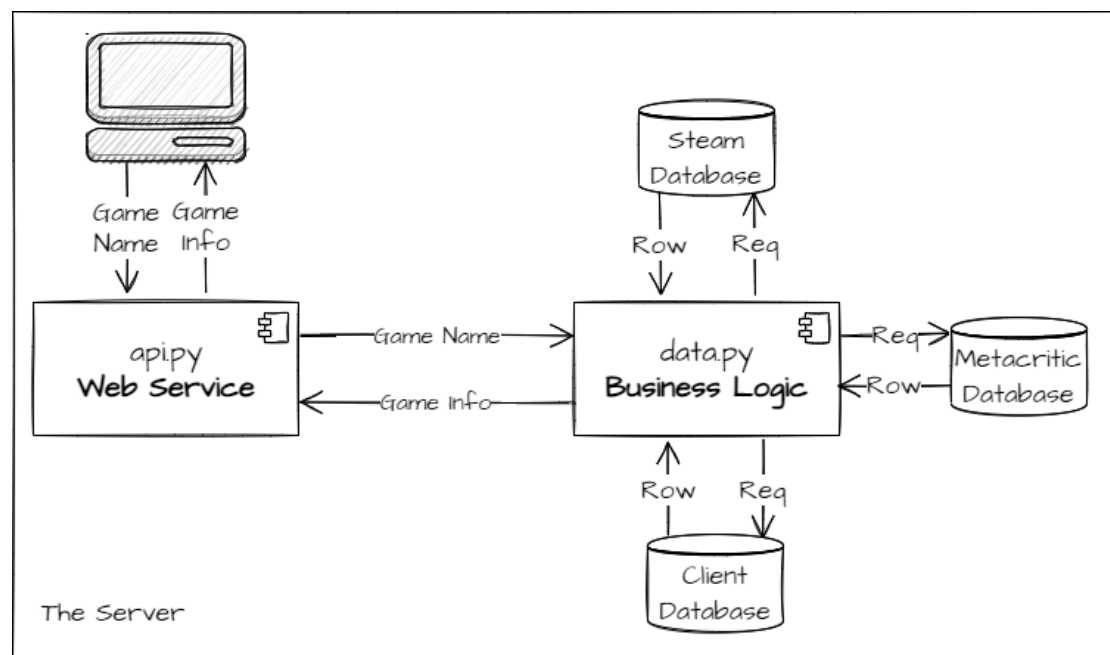 Steam
Database
Game
Name
Game
Info
Row
Req
api.py
Web Service
Game Name
Game Info
data.py
Business Logic
Req
Row
Metacritic
Database
Row
Req
Client
Database
The Server